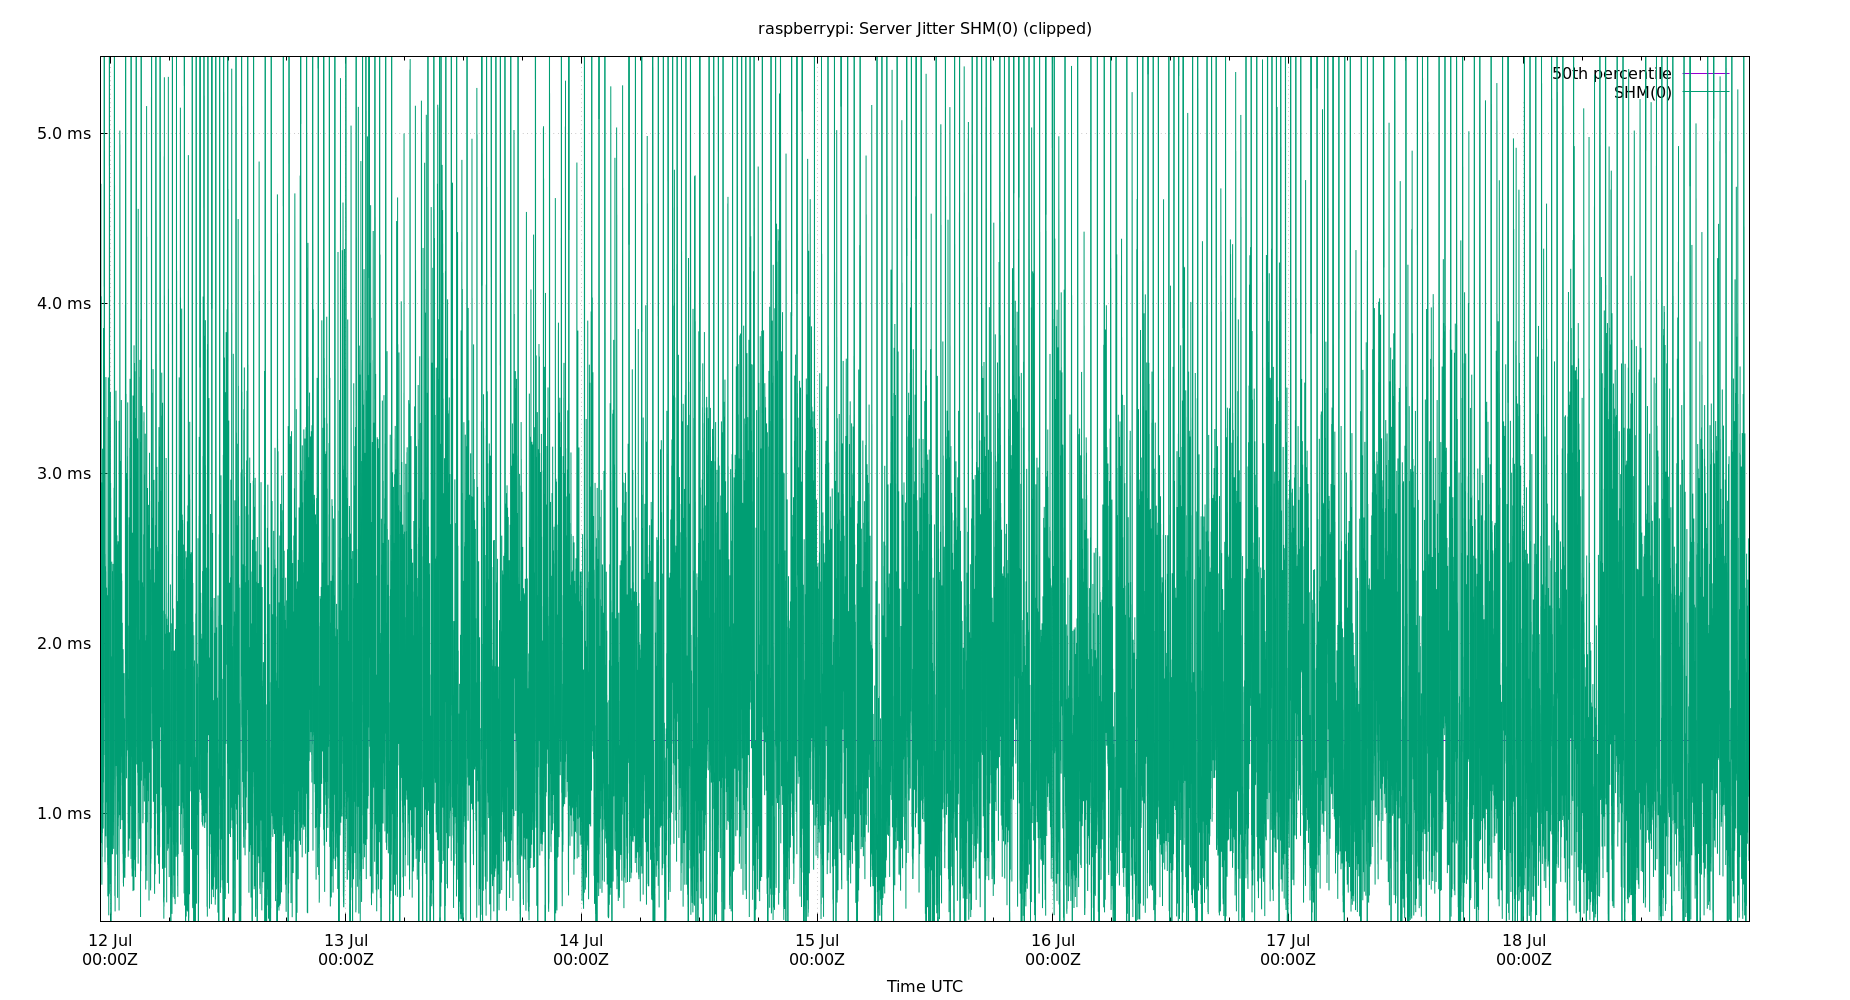 raspberrypi: Server Jitter SHM(0) (clipped)
50th percentile
SHM(0)
5.0 ms
4.0 ms
3.0 ms
2.0 ms
1.0 ms
12 Jul 13 Jul 14 Jul 15 Jul 16 Jul 17 Jul 18 Jul
00:00Z 00:00Z 00:00Z 00:00Z 00:00Z 00:00Z 00:00Z
Time UTC